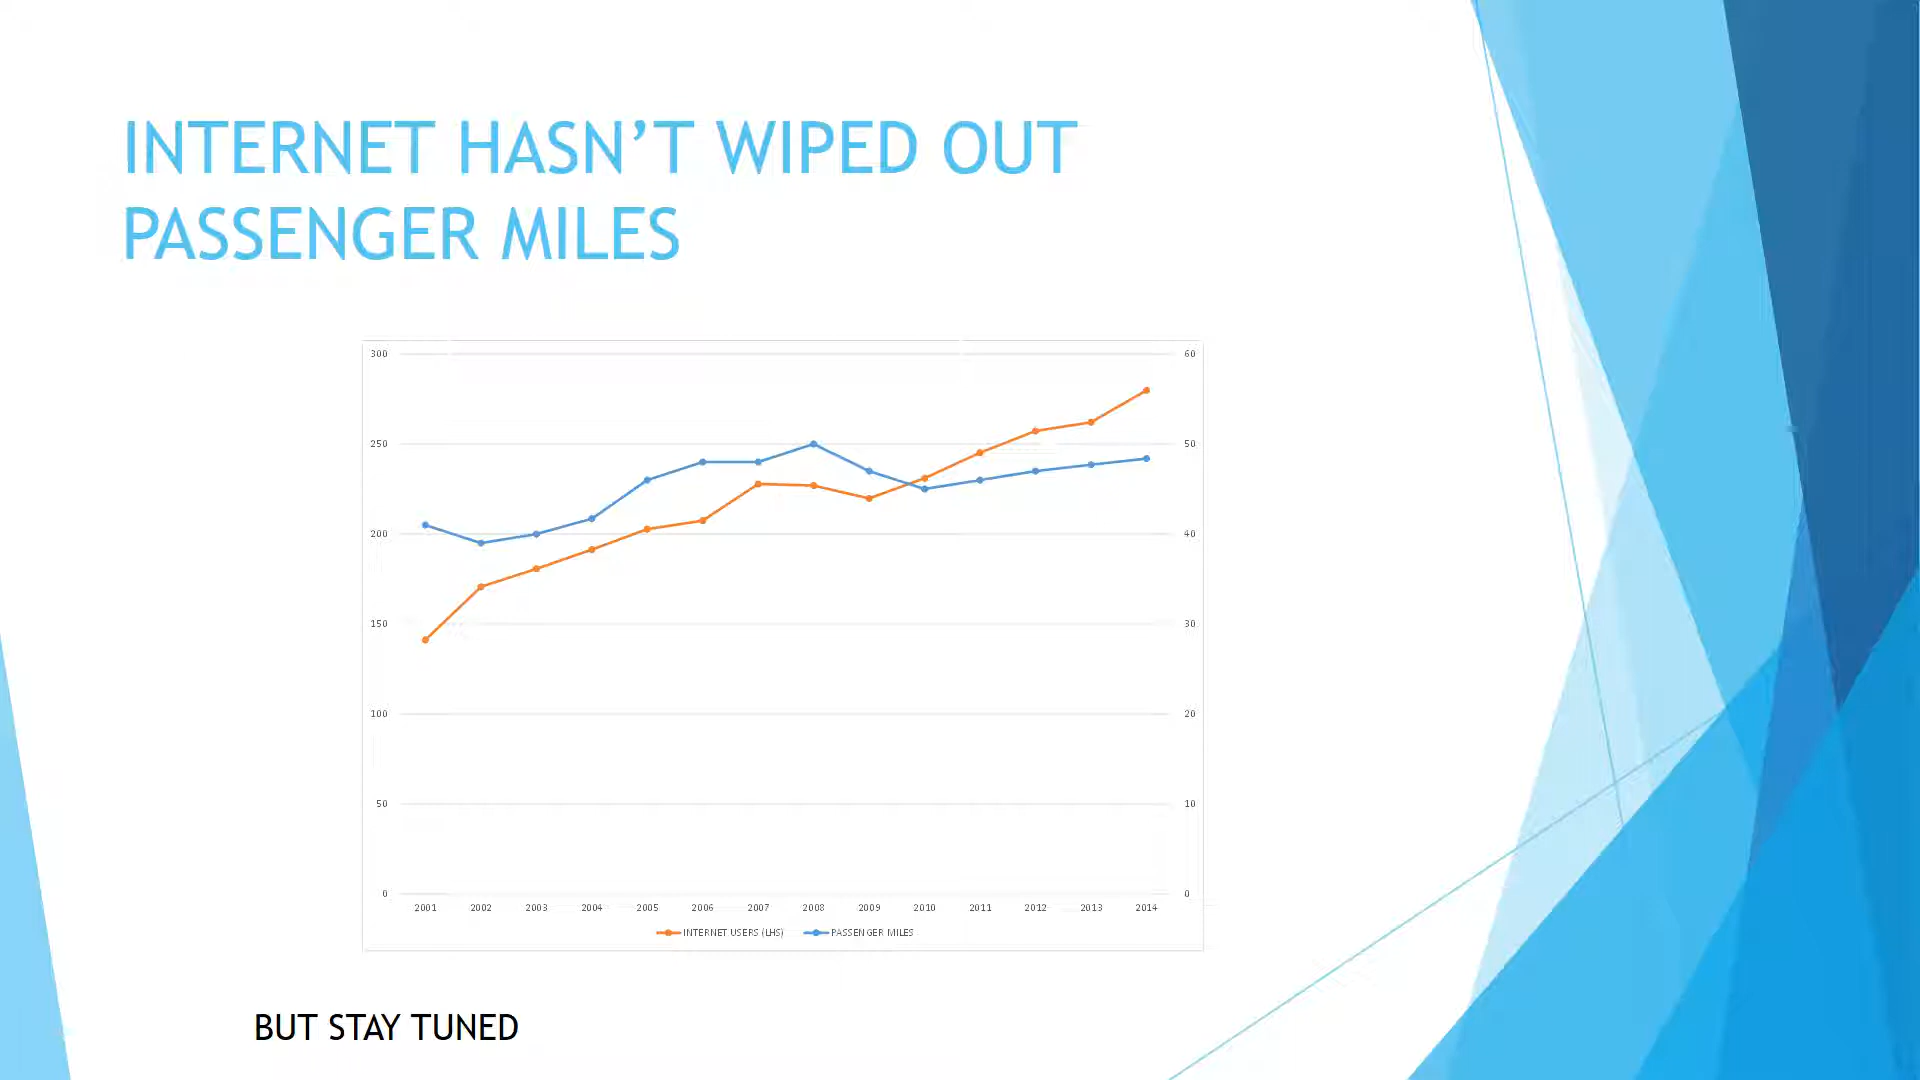 INTERNET HASN’T WIPED OUT
PASSENGER MILES
300
60
250
50
200
40
150
30
100
20
50
10
0
0
2001 2002 2003 2004 2005 2006 2007 2008 2009 2010 2011 2012 2013 2014
INTERNET USERS (LHS) PASSENGER MILES
BUT STAY TUNED